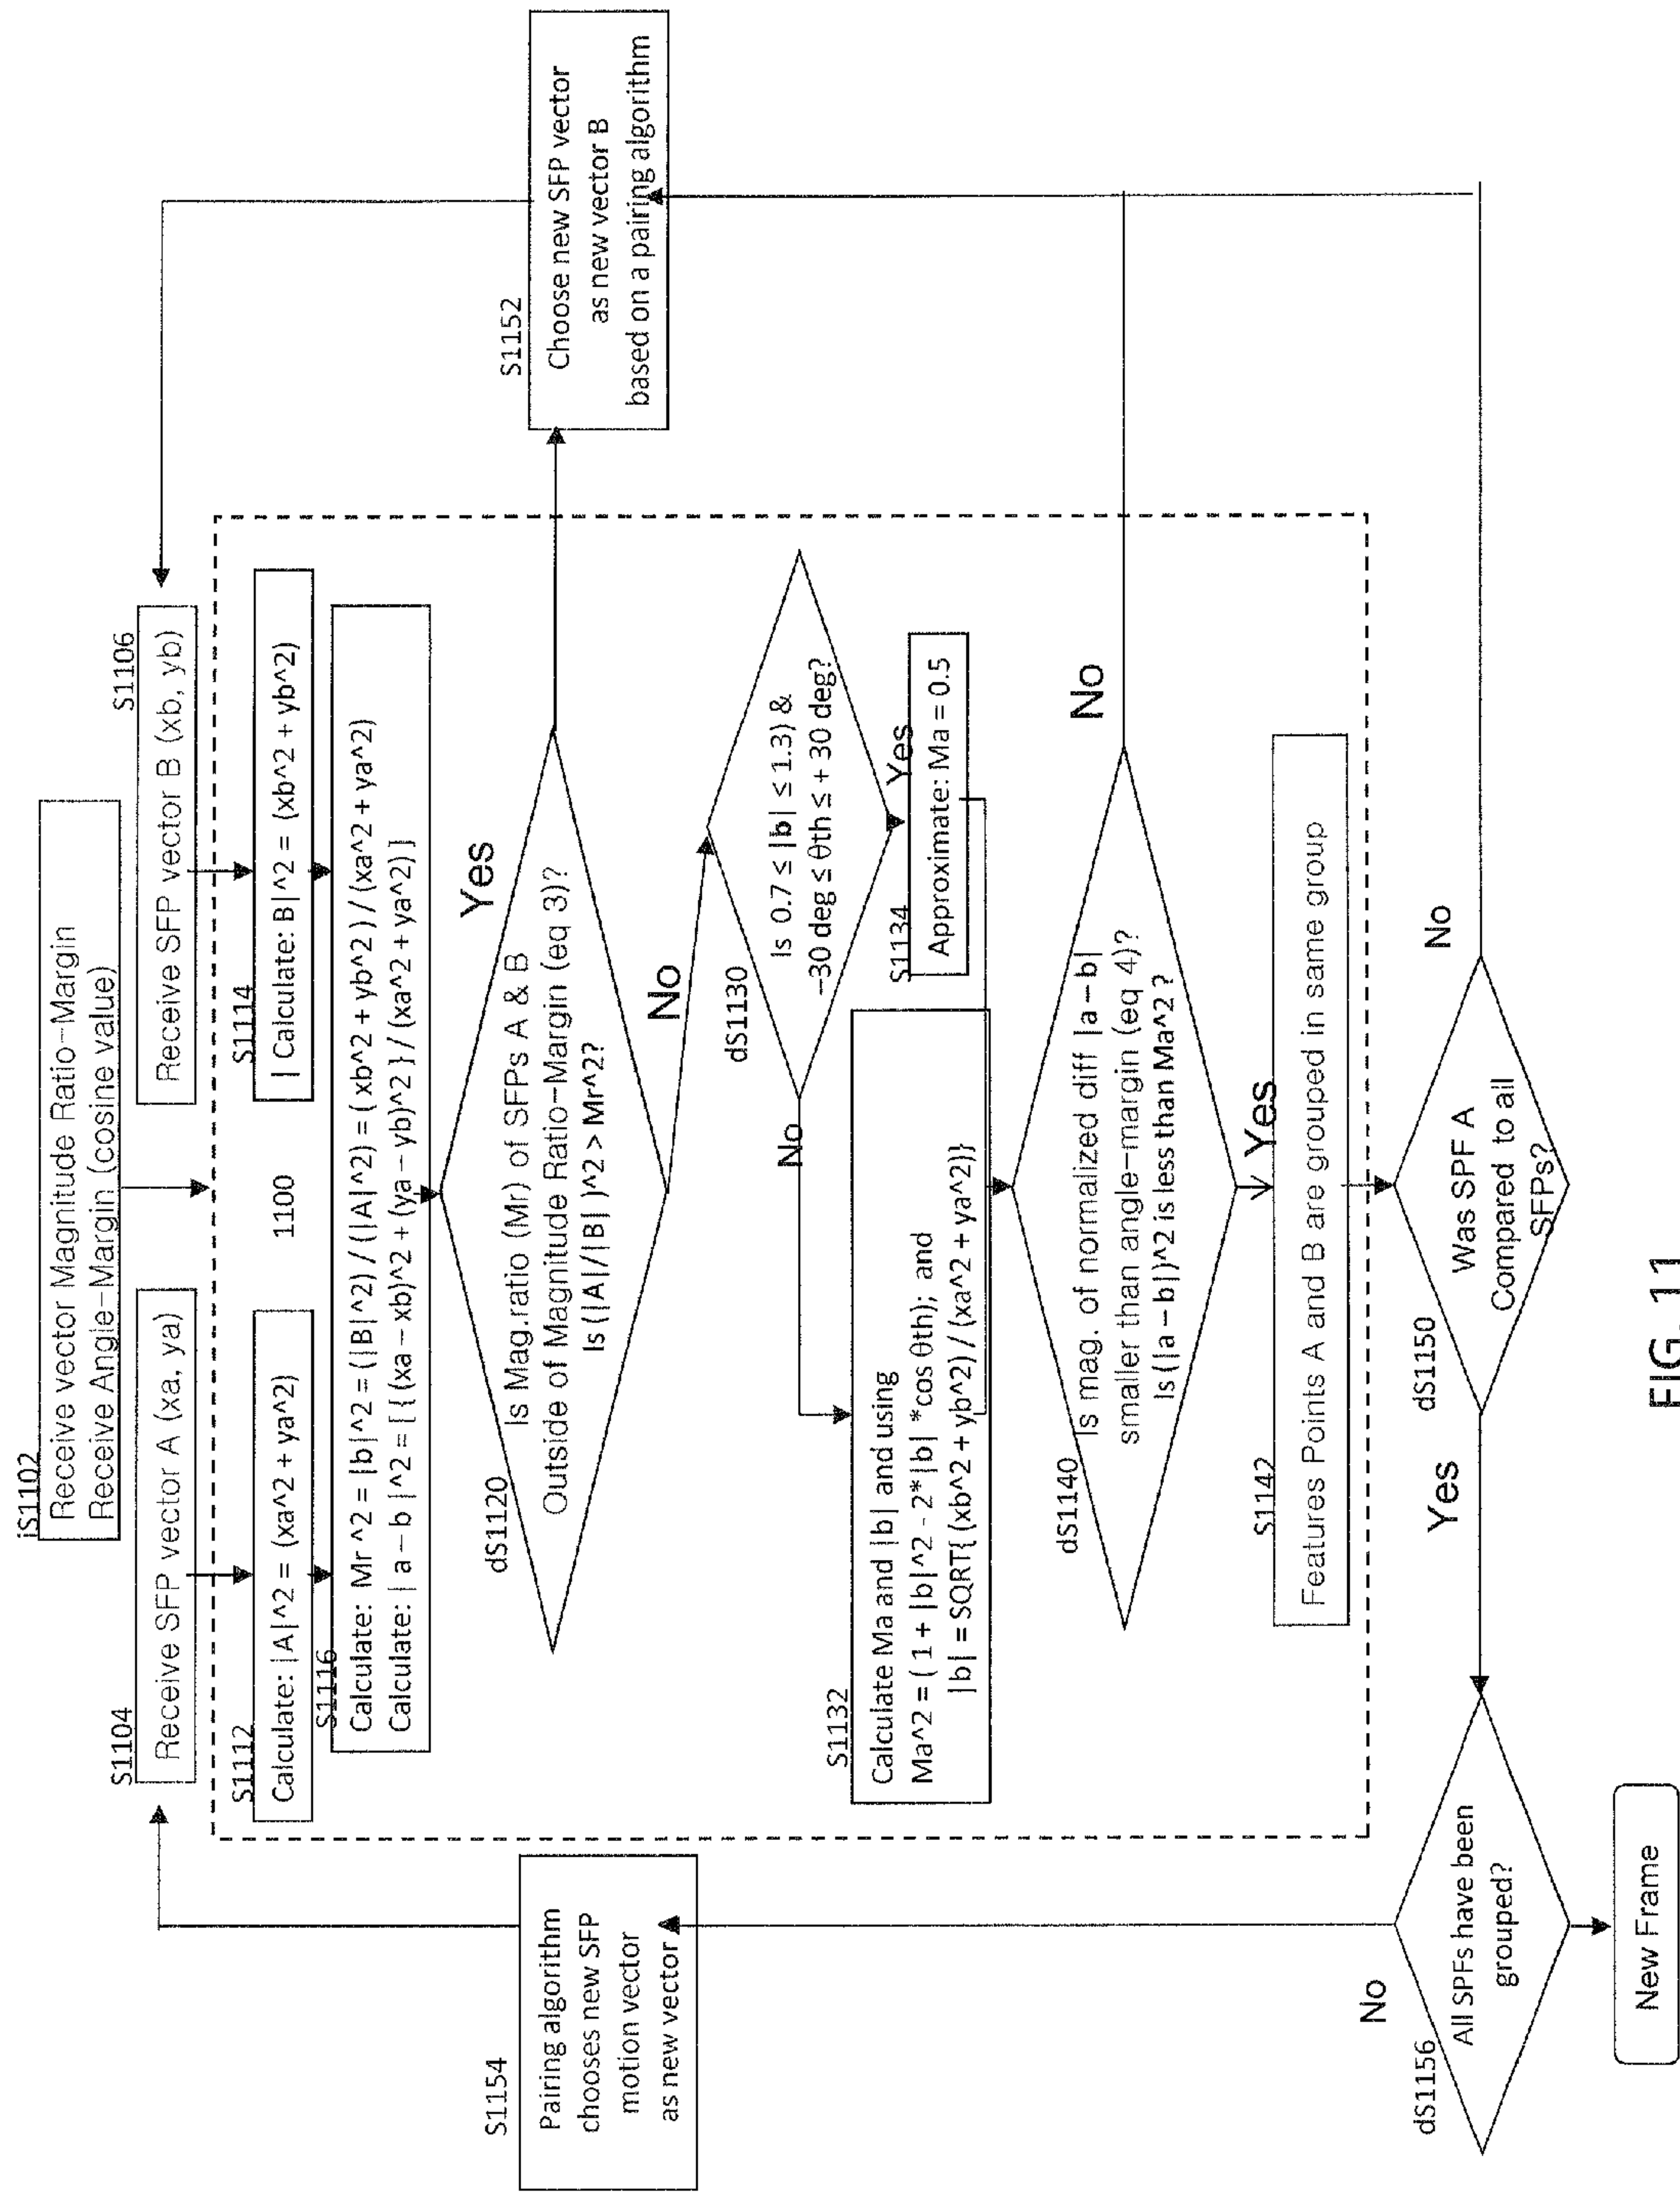 iS1102
Receive vector Magnitude Ratio-Margin
Receive Angle-Margin (cosine value)
S1104
Receive SFP vector A (xa, ya)
S1106
Receive SFP vector B (xb, yb)
S1112
Calculate: |A|^2 = (xa^2 + ya^2)
1100
S1114
| Calculate: B|^2 = (xb^2 + yb^2)
S1116
Calculate: Mr ^2 = |b|^2 = (|B|^2) / (|A|^2) = ( xb^2 + yb^2 ) / (xa^2 + ya^2)
Calculate: | a – b |^2 = [ {(xa – xb)^2 + (ya – yb)^2 } / (xa^2 + ya^2) ]
dS1120
Is Mag.ratio (Mr) of SFPs A & B
Outside of Magnitude Ratio-Margin (eq 3)?
Is (|A|/|B| )^2 > Mr^2?
Yes
No
S1152
Choose new SFP vector
as new vector B
based on a pairing algorithm
dS1130
Is 0.7 ≤ |b| ≤ 1.3) &
-30 deg ≤ θth ≤ + 30 deg?
No
Yes
S1134
Approximate: Ma = 0.5
S1132
Calculate Ma and |b| and using
Ma^2 = ( 1 + |b|^2 - 2*|b| *cos θth); and
|b| = SQRT{ (xb^2 + yb^2) / (xa^2 + ya^2)}
dS1140
Is mag. of normalized diff |a – b|
smaller than angle-margin (eq 4)?
Is (|a – b|)^2 is less than Ma^2 ?
No
Yes
S1142
Features Points A and B are grouped in same group
dS1150
Was SPF A
Compared to all
SFPs?
No
Yes
S1154
Pairing algorithm
chooses new SFP
motion vector
as new vector
dS1156
All SPFs have been
grouped?
No
New Frame
FIG. 11